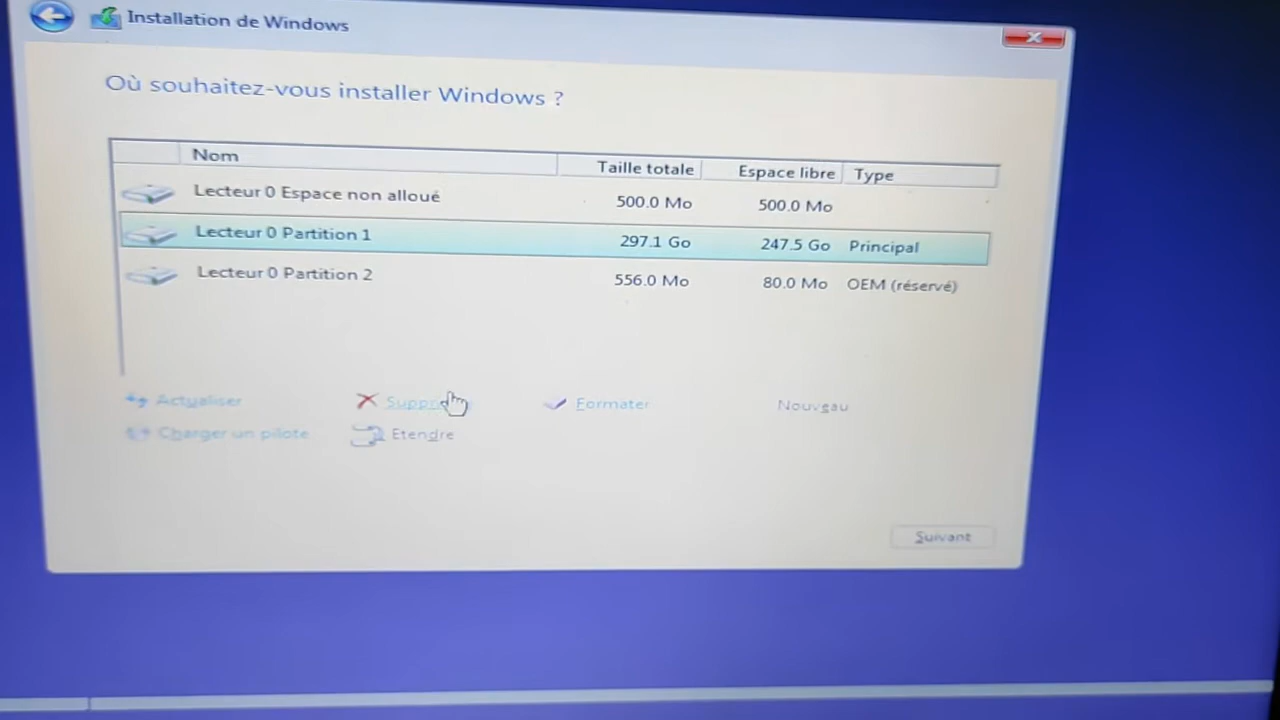 Installation de Windows
Où souhaitez-vous installer Windows ?
Nom Taille totale Espace libre Type
Lecteur 0 Espace non alloué 500.0 Mo 500.0 Mo
Lecteur 0 Partition 1 297.1 Go 247.5 Go Principal
Lecteur 0 Partition 2 556.0 Mo 80.0 Mo OEM (réservé)
Actualiser Formater Nouveau
Charger un pilote Etendre
Suivant